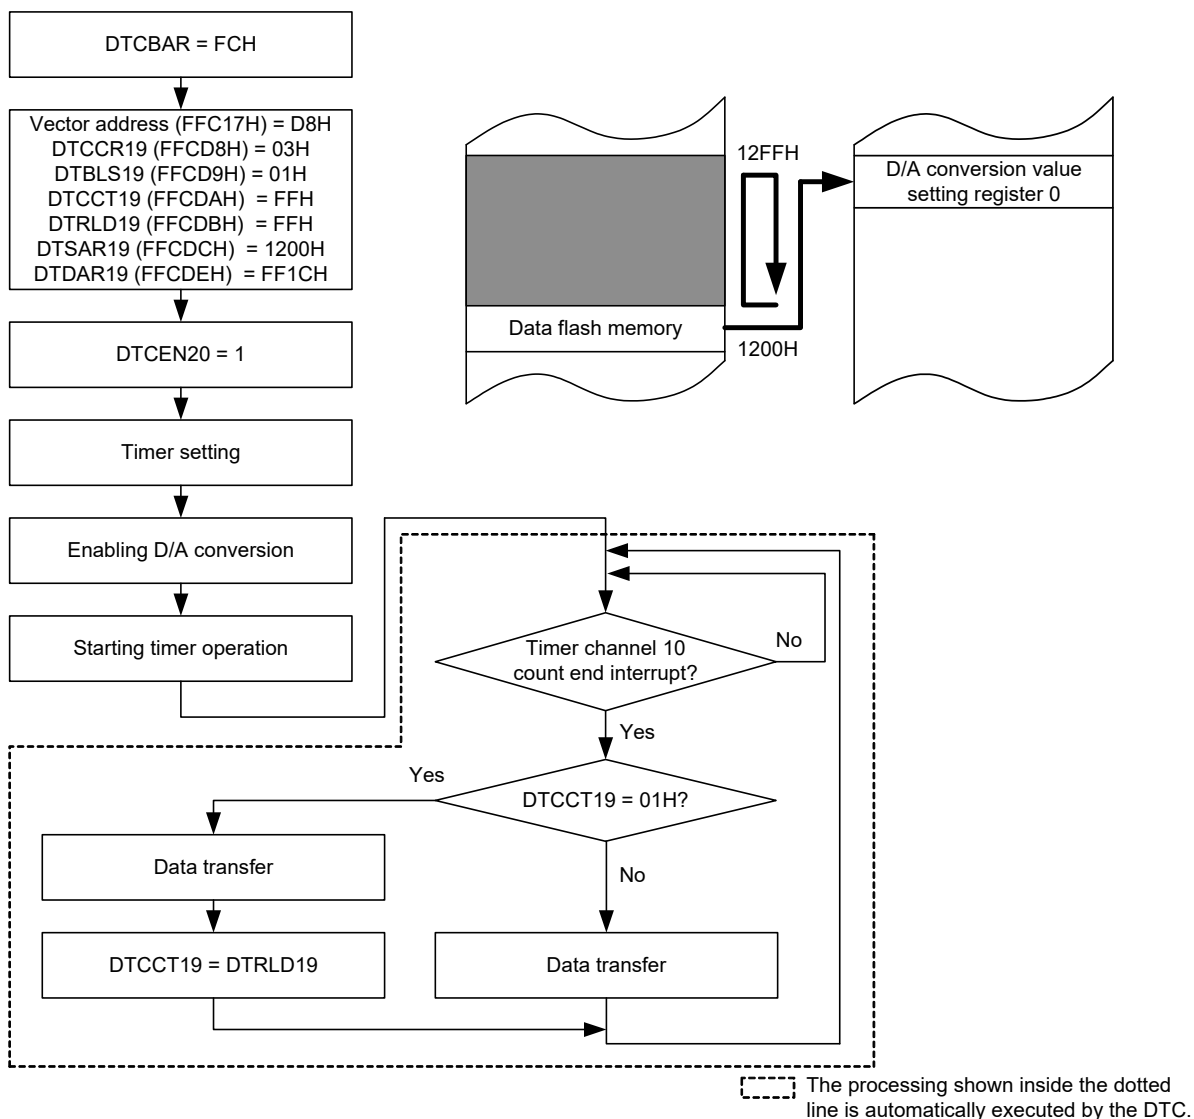 DTCBAR = FCH
Vector address (FFC17H) = D8H
DTCCR19 (FFCD8H) = 03H
DTBLS19 (FFCD9H) = 01H
DTCCT19 (FFCDAH) = FFH
DTRLD19 (FFCDBH) = FFH
DTSAR19 (FFCDCH) = 1200H
DTDAR19 (FFCDEH) = FF1CH
DTCEN20 = 1
Timer setting
Enabling D/A conversion
Starting timer operation
12FFH
Data flash memory
1200H
D/A conversion value
setting register 0
Timer channel 10
count end interrupt?
No
Yes
DTCCT19 = 01H?
Yes
No
Data transfer
DTCCT19 = DTRLD19
Data transfer
The processing shown inside the dotted
line is automatically executed by the DTC.